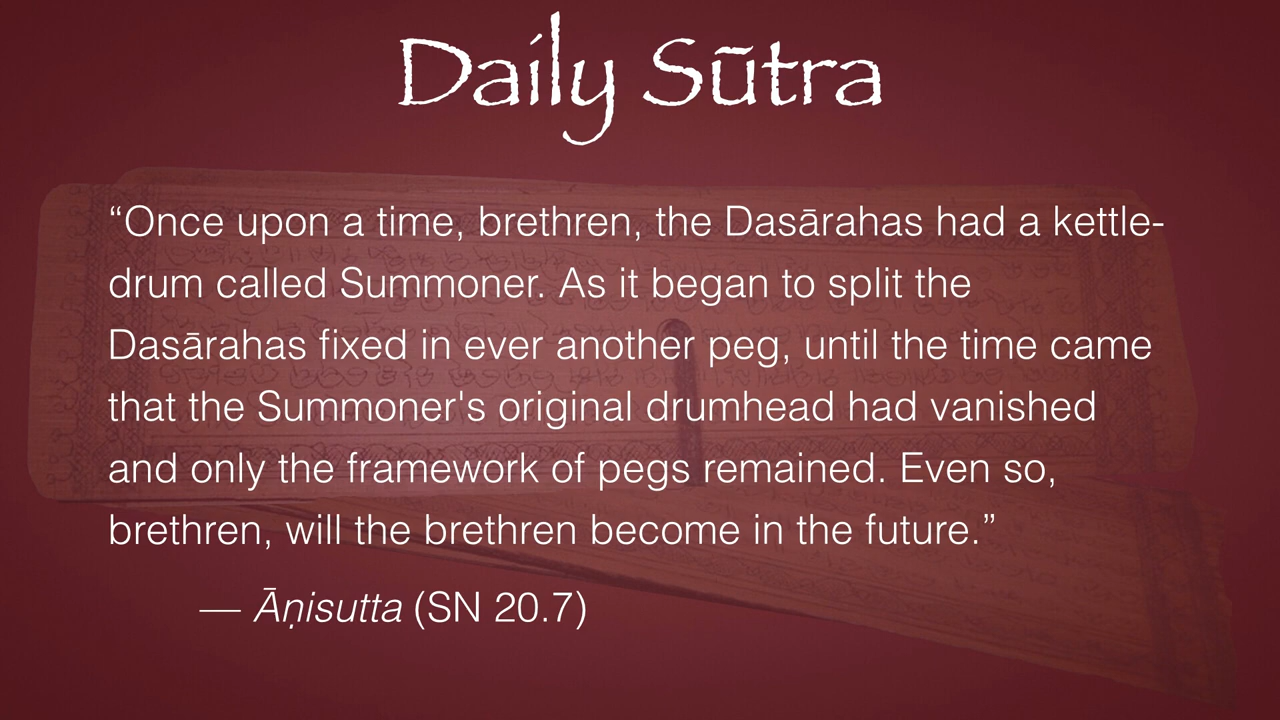 Daily Sūtra
“Once upon a time, brethren, the Dasārahas had a kettle-
drum called Summoner. As it began to split the
Dasārahas fixed in ever another peg, until the time came
that the Summoner's original drumhead had vanished
and only the framework of pegs remained. Even so,
brethren, will the brethren become in the future.”
— Āṇisutta (SN 20.7)